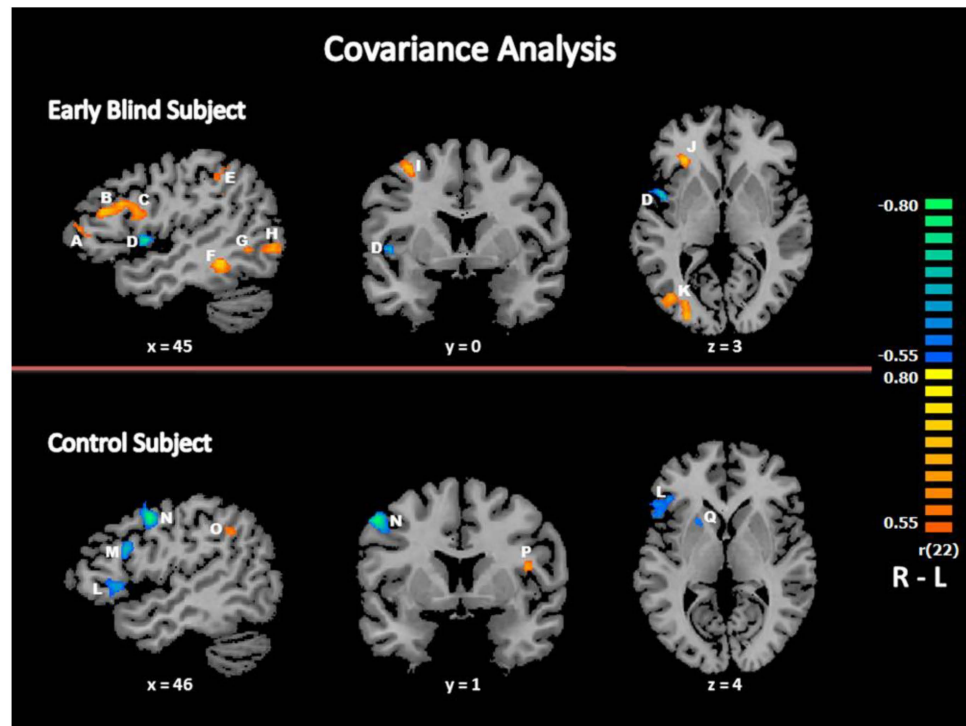 Covariance Analysis
Early Blind Subject
A B C D E F G H
D I
D J K
x = 45 y = 0 z = 3
Control Subject
L M N O
N P
L Q
x = 46 y = 1 z = 4
-0.80
-0.55
0.80
0.55
r(22)
R - L